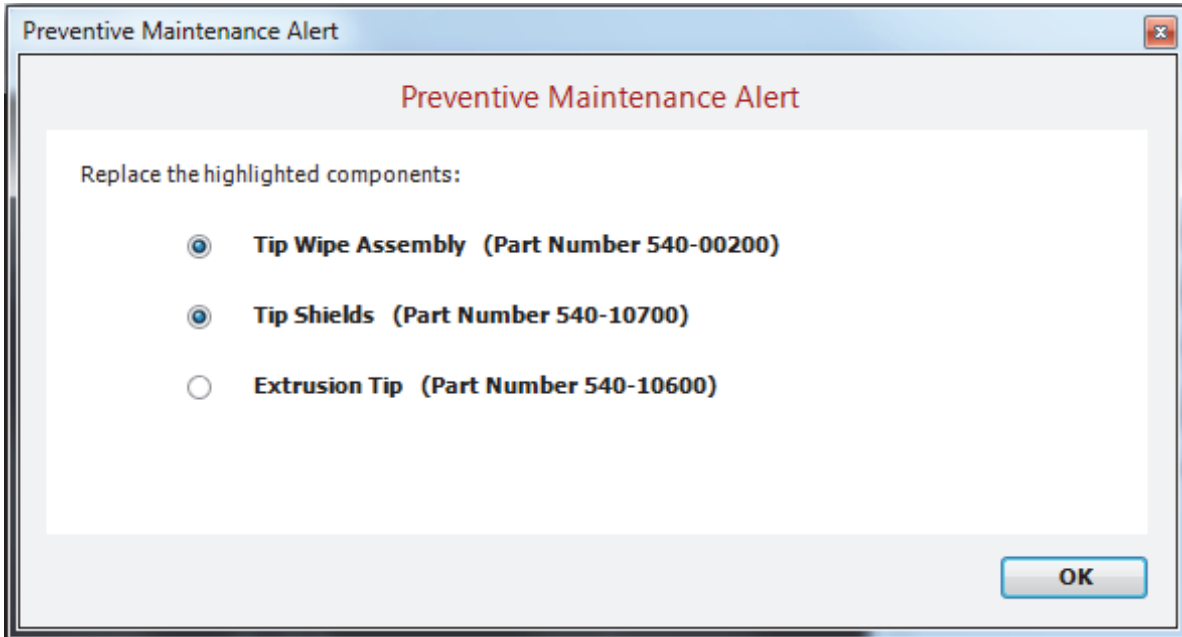 Preventive Maintenance Alert
Preventive Maintenance Alert
Replace the highlighted components:
Tip Wipe Assembly (Part Number 540-00200)
Tip Shields (Part Number 540-10700)
Extrusion Tip (Part Number 540-10600)
OK